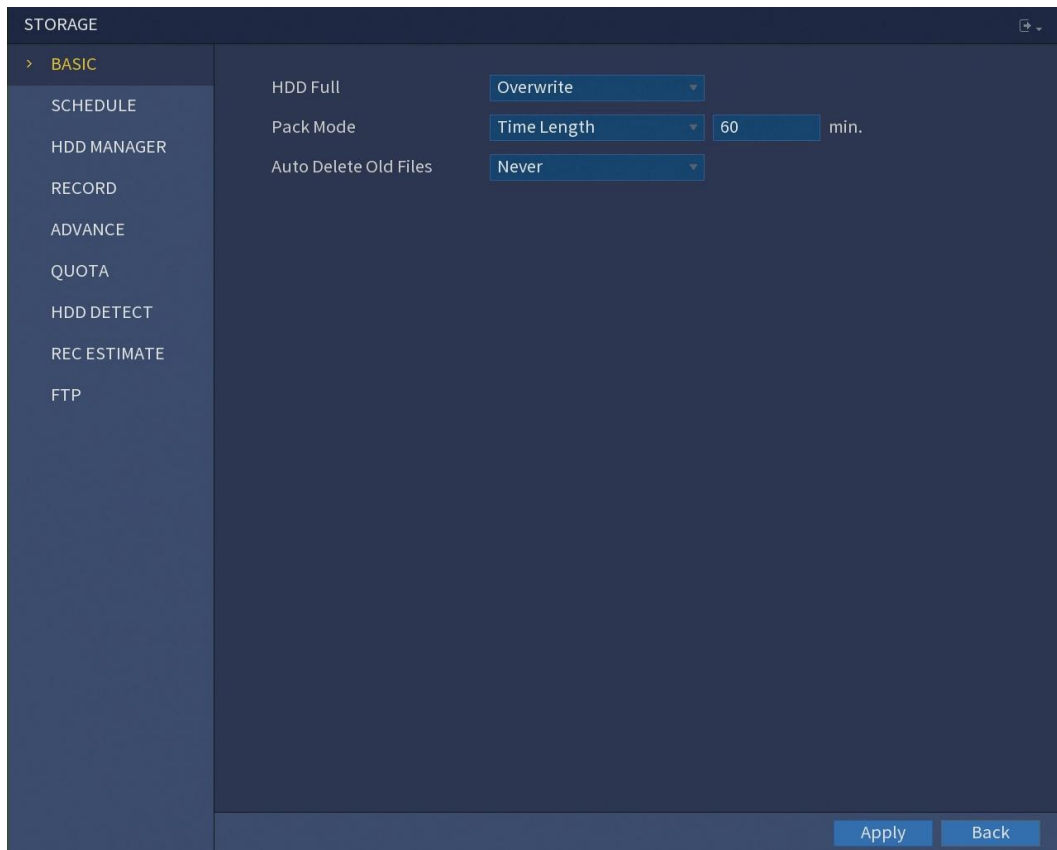 STORAGE
BASIC
SCHEDULE
HDD MANAGER
RECORD
ADVANCE
QUOTA
HDD DETECT
REC ESTIMATE
FTP
HDD Full Overwrite
Pack Mode Time Length 60 min.
Auto Delete Old Files Never
Apply Back